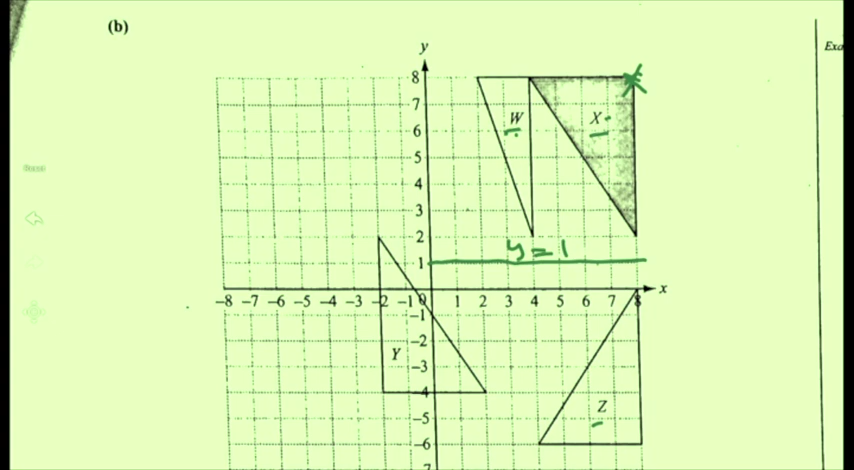 (b)
Exa
y
8
7
W
X
6
5
4
3
2
y = 1
1
x
-8 -7 -6 -5 -4 -3 -2 -1 0 1 2 3 4 5 6 7 8
-1
-2
Y
-3
-4
Z
-5
-6
7